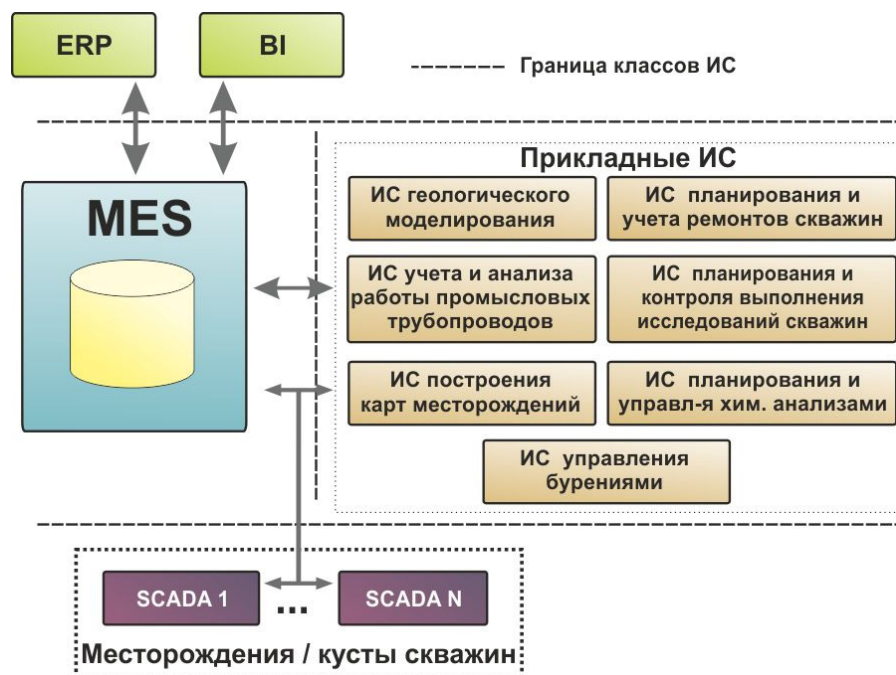 ERP
BI
Граница классов ИС
MES
Прикладные ИС
ИС геологического
моделирования
ИС планирования и
учета ремонтов скважин
ИС учета и анализа
работы промысловых
трубопроводов
ИС планирования и
контроля выполнения
исследований скважин
ИС построения
карт месторождений
ИС планирования и
управл-я хим. анализами
ИС управления
бурениями
SCADA 1
...
SCADA N
Месторождения / кусты скважин